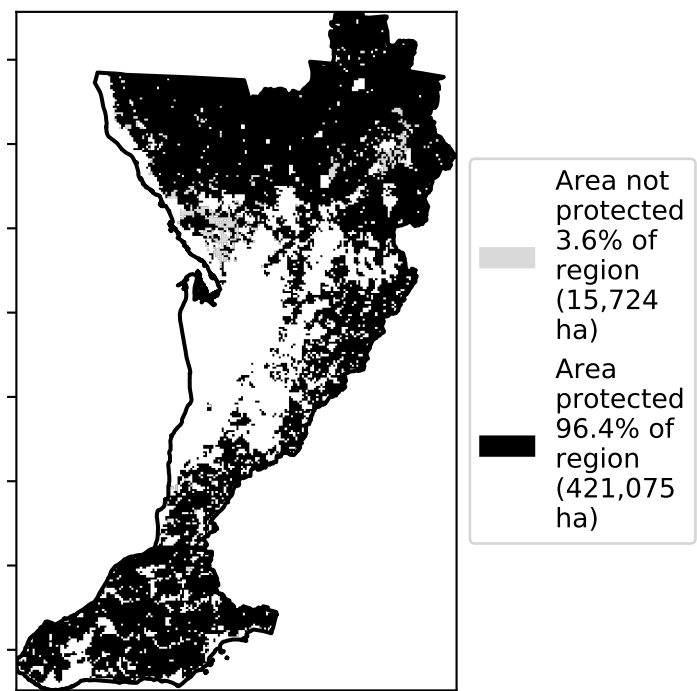 Area not
protected
3.6% of
region
(15,724
ha)
Area
protected
96.4% of
region
(421,075
ha)